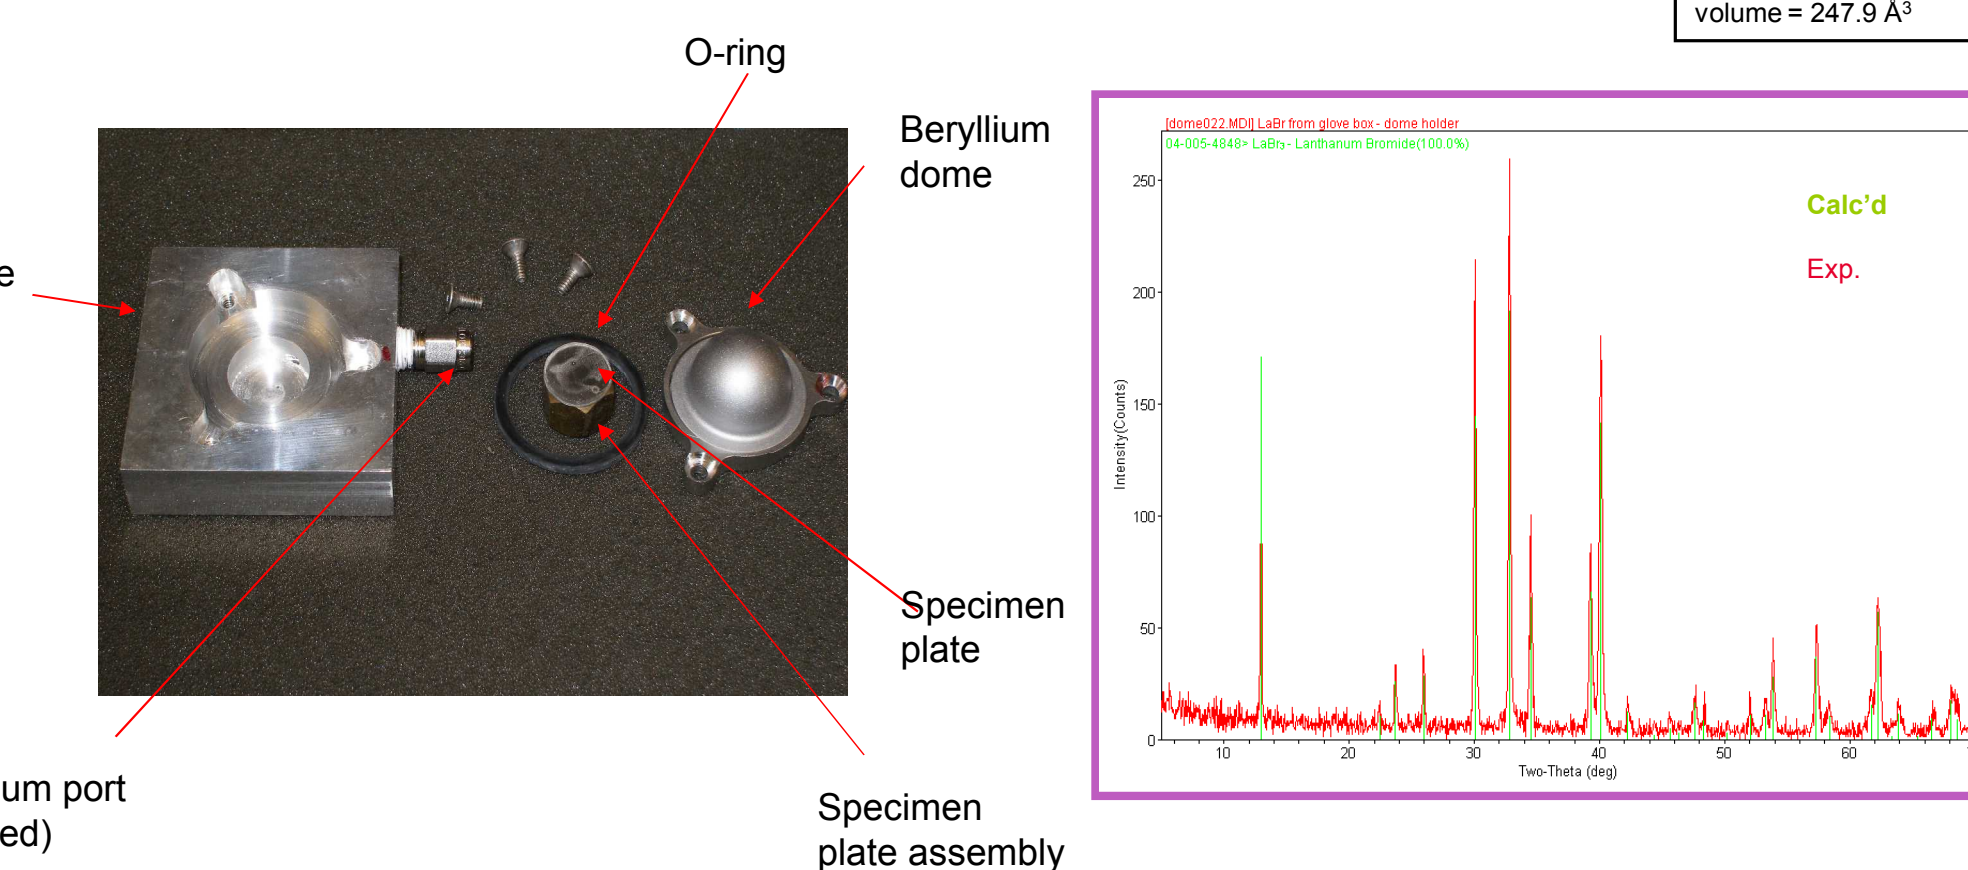 volume = 247.9 Å³
O-ring
Beryllium
dome
e
um port
ed)
Specimen
plate
Specimen
plate assembly
[dome022.MDI] LaBr from glove box - dome holder
04-005-4848> LaBr₃ - Lanthanum Bromide(100.0%)
Calc'd
Exp.
Intensity(Counts)
250
200
150
100
50
0
10 20 30 40 50 60
Two-Theta (deg)